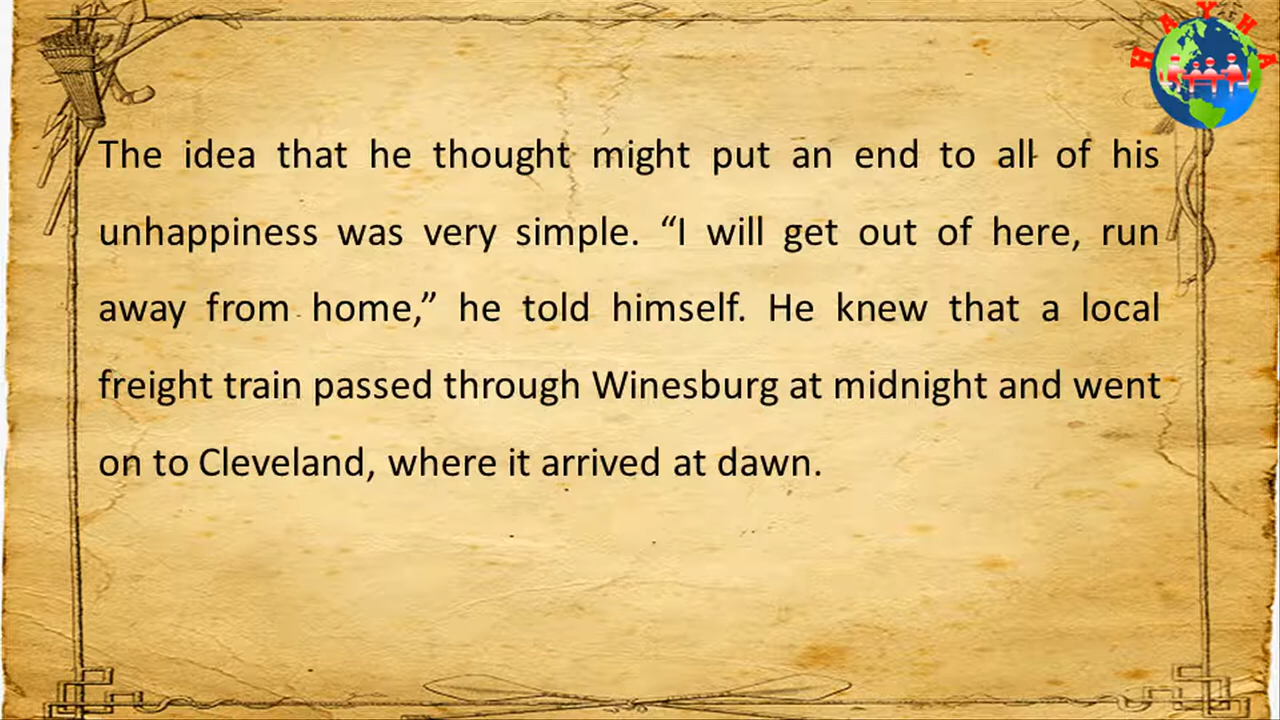 HAYHA
The idea that he thought might put an end to all of his
unhappiness was very simple. “I will get out of here, run
away from home,” he told himself. He knew that a local
freight train passed through Winesburg at midnight and went
on to Cleveland, where it arrived at dawn.